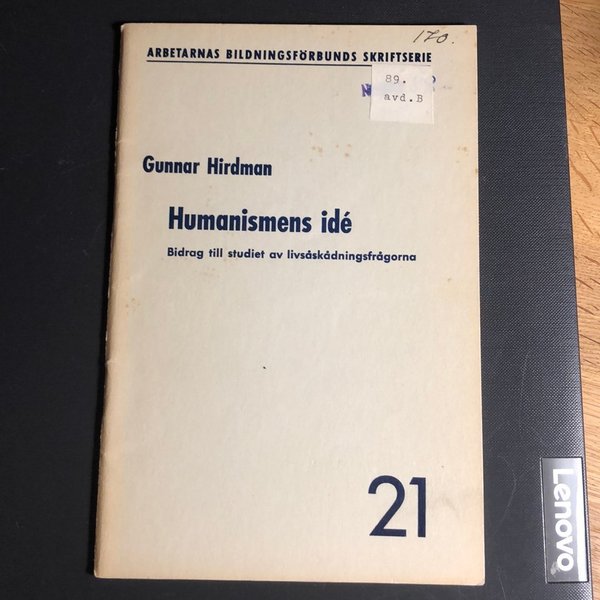 170.
ARBETARNAS BILDNINGSFÖRBUNDS SKRIFTSERIE
89.
avd.B
Gunnar Hirdman
Humanismens idé
Bidrag till studiet av livsåskådningsfrågorna
21
Lenovo